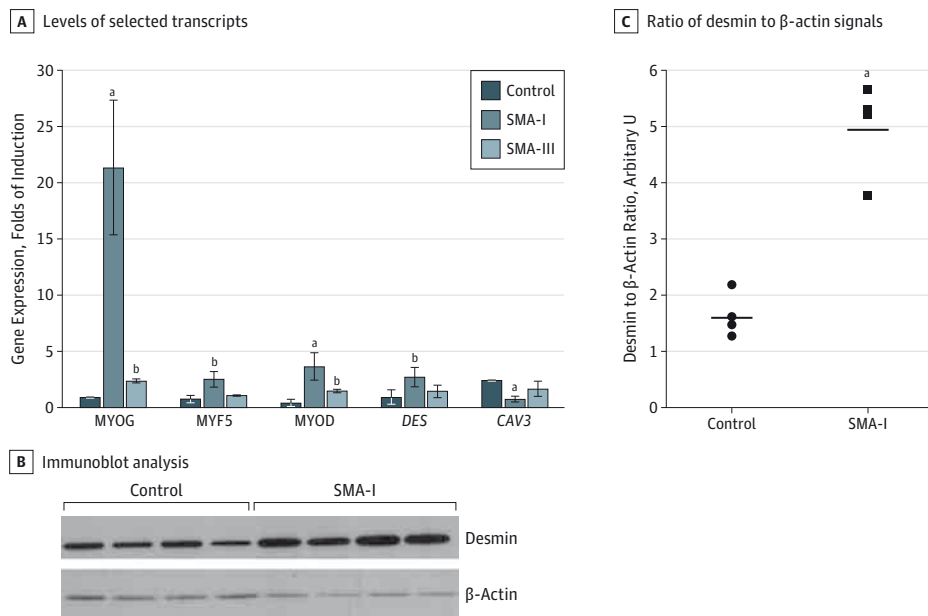 A Levels of selected transcripts
Gene Expression, Folds of Induction
30
25
20
15
10
5
0
a
b
b
a
b
b
a
MYOG
MYF5
MYOD
DES
CAV3
Control
SMA-I
SMA-III
B Immunoblot analysis
Control
SMA-I
Desmin
β-Actin
C Ratio of desmin to β-actin signals
Desmin to β-Actin Ratio, Arbitary U
6
5
4
3
2
1
0
a
Control
SMA-I